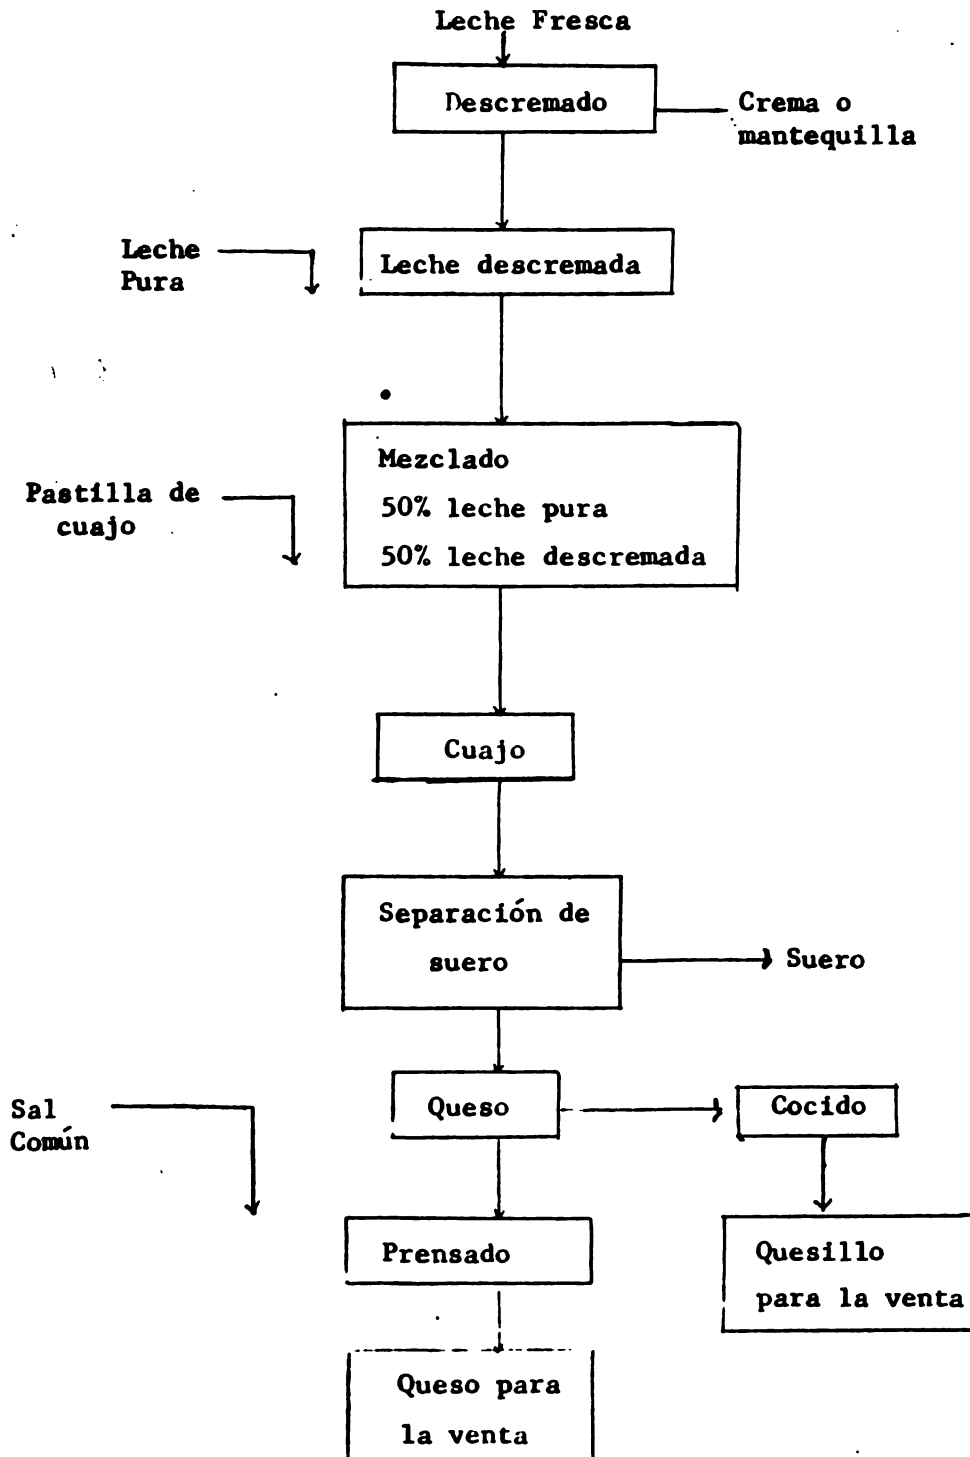 Leche Fresca
Descremado
Crema o
mantequilla
Leche
Pura
Leche descremada
Mezclado
50% leche pura
50% leche descremada
Pastilla de
cuajo
Cuajo
Separación de
suero
Suero
Queso
Cocido
Sal
Común
Prensado
Quesillo
para la venta
Queso para
la venta